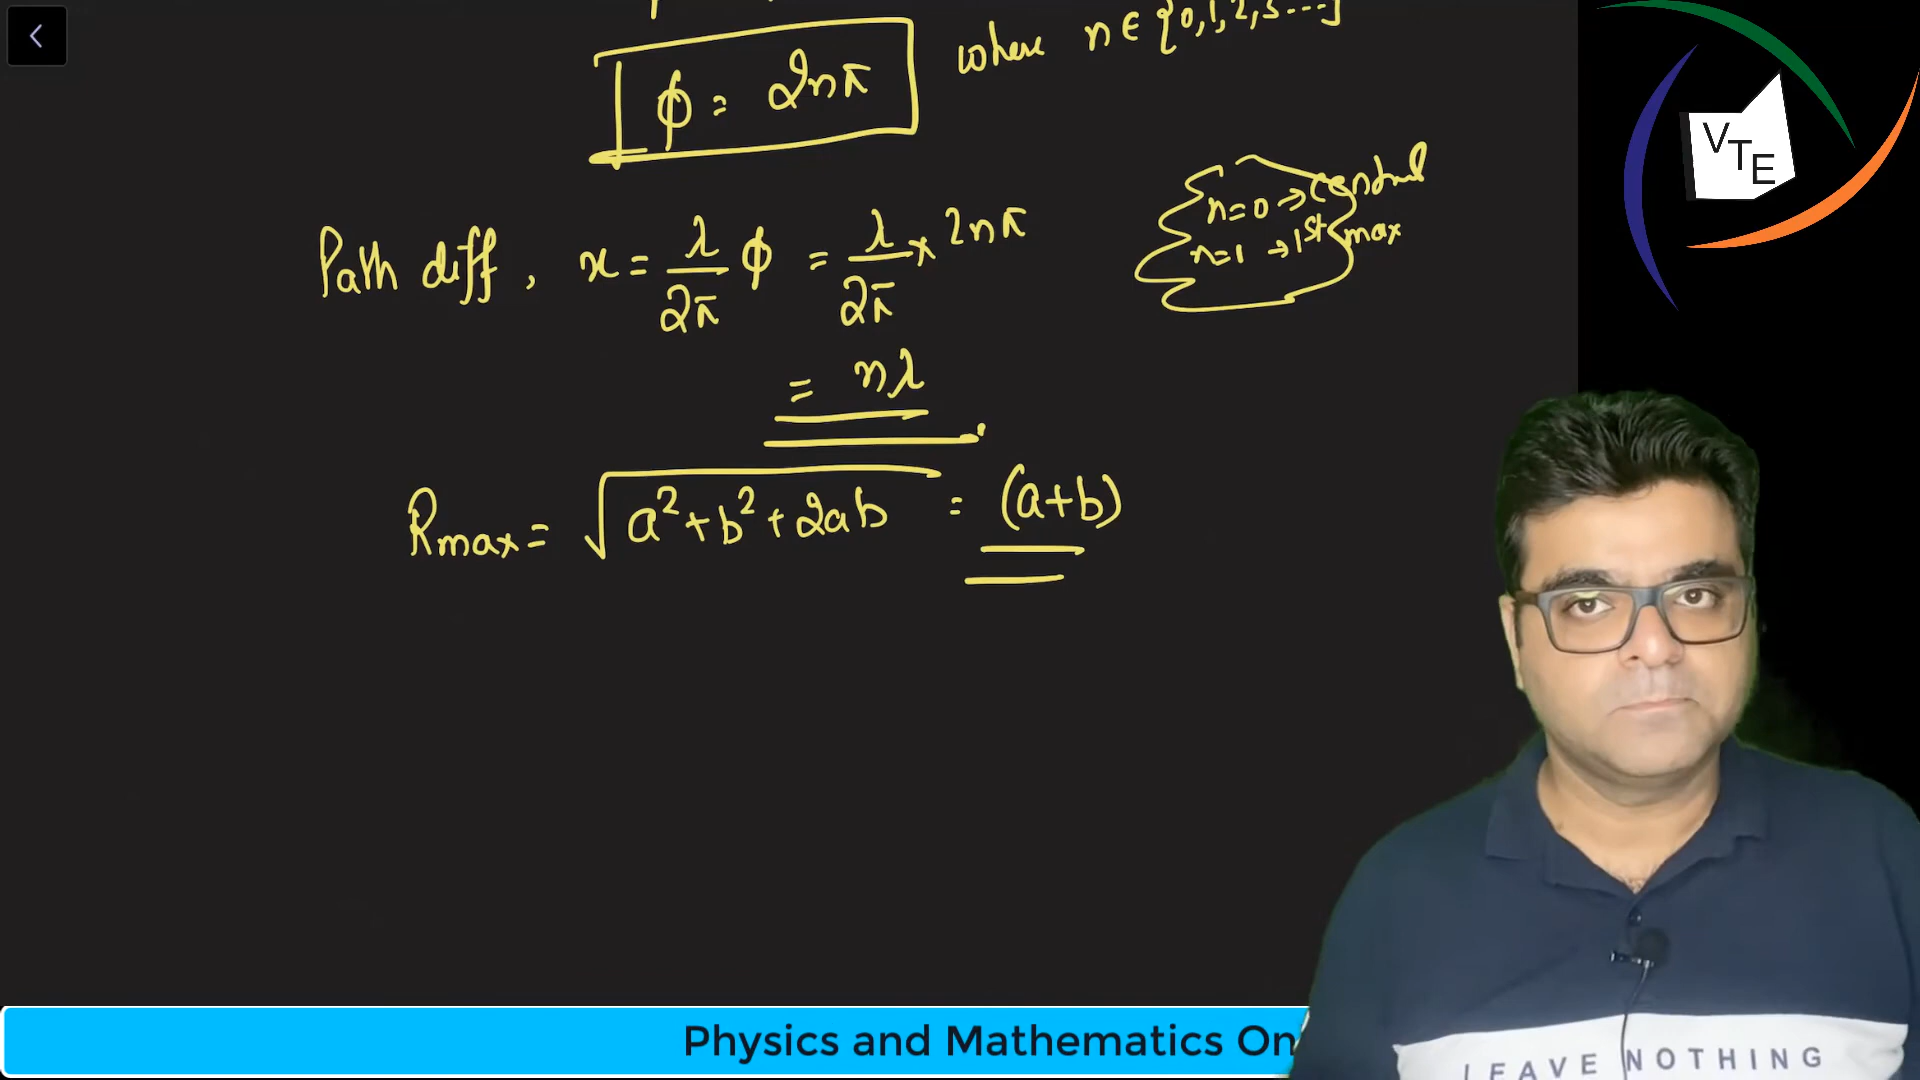 φ = 2nπ where n ∈ {0,1,2,3...}
n=0 → central
n=1 → 1st max
Path diff, x = λ/2π φ = λ/2π × 2nπ
= nλ
Rmax = √a²+b²+2ab = (a+b)
VTE
Physics and Mathematics On
LEAVE NOTHING